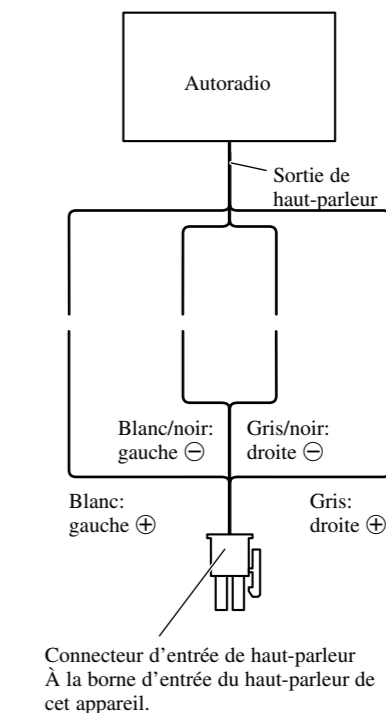 Autoradio
Sortie de
haut-parleur
Blanc/noir:
gauche ⊖
Gris/noir:
droite ⊖
Blanc:
gauche ⊕
Gris:
droite ⊕
Connecteur d’entrée de haut-parleur
À la borne d’entrée du haut-parleur de
cet appareil.